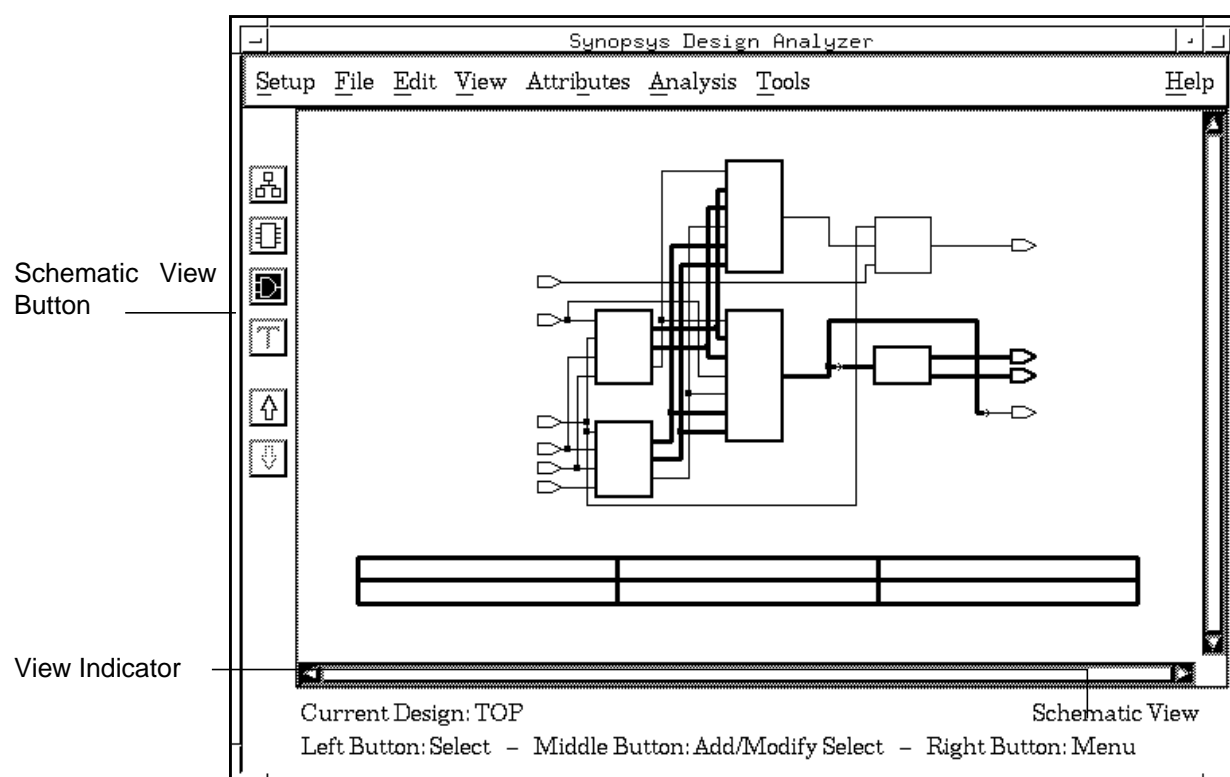 Synopsys Design Analyzer
Setup File Edit View Attributes Analysis Tools Help
Schematic View
Button
T
View Indicator
Current Design: TOP Schematic View
Left Button: Select – Middle Button: Add/Modify Select – Right Button: Menu